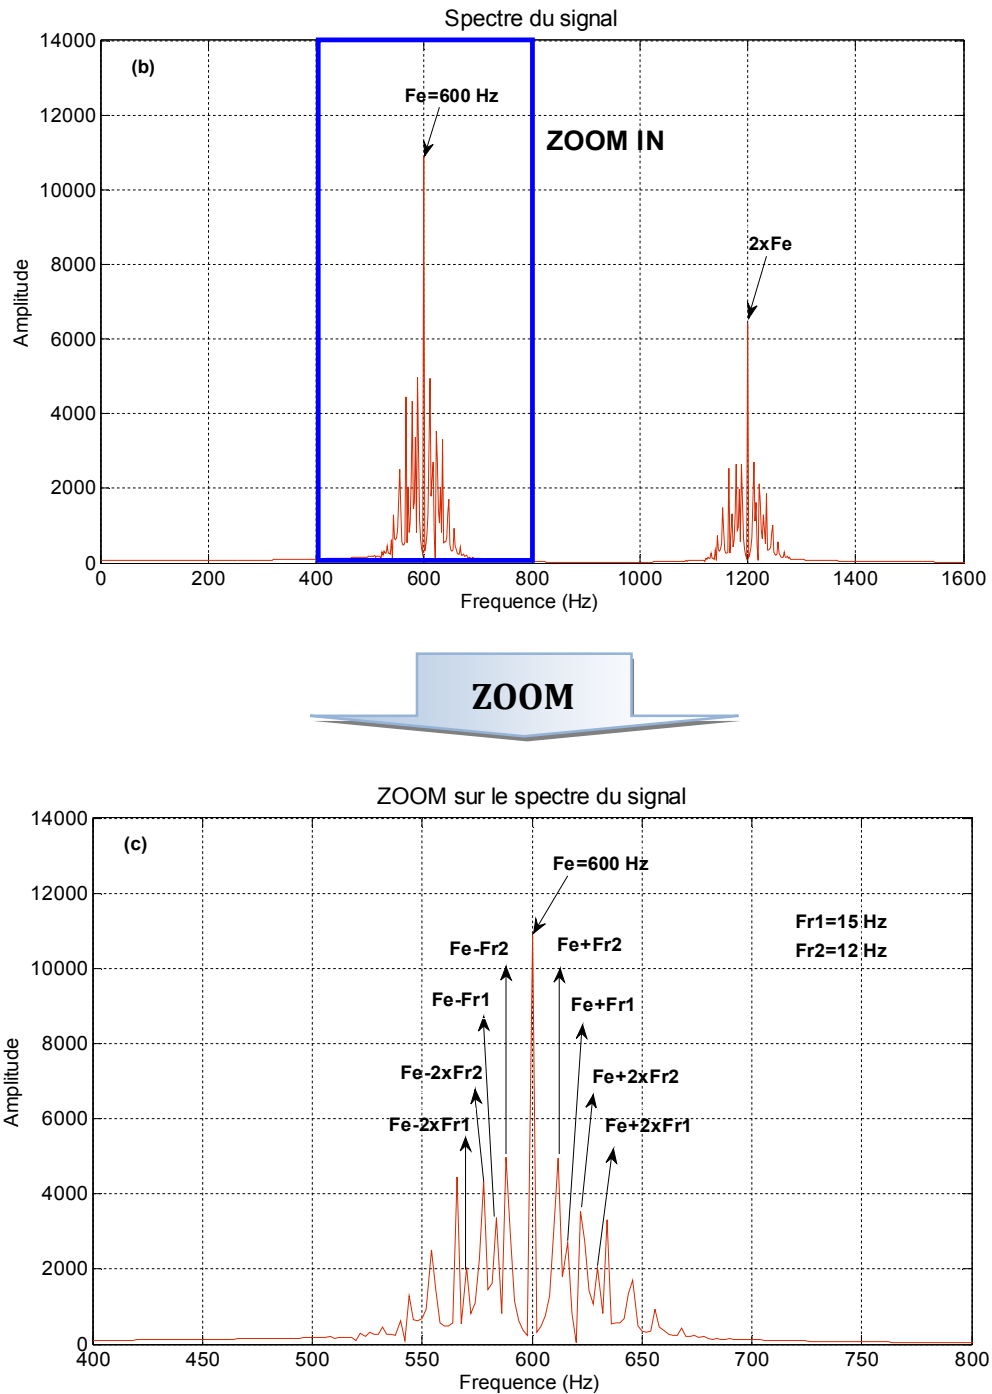 Spectre du signal
14000
(b)
Fe=600 Hz
12000
ZOOM IN
10000
2xFe
8000
Amplitude
6000
4000
2000
0
0 200 400 600 800 1000 1200 1400 1600
Frequence (Hz)
ZOOM
ZOOM sur le spectre du signal
14000
(c)
Fe=600 Hz
12000
Fr1=15 Hz
Fr2=12 Hz
Fe-Fr2 Fe+Fr2
10000
Fe-Fr1 Fe+Fr1
8000
Fe-2xFr2 Fe+2xFr2
Amplitude
6000
Fe-2xFr1 Fe+2xFr1
4000
2000
0
400 450 500 550 600 650 700 750 800
Frequence (Hz)